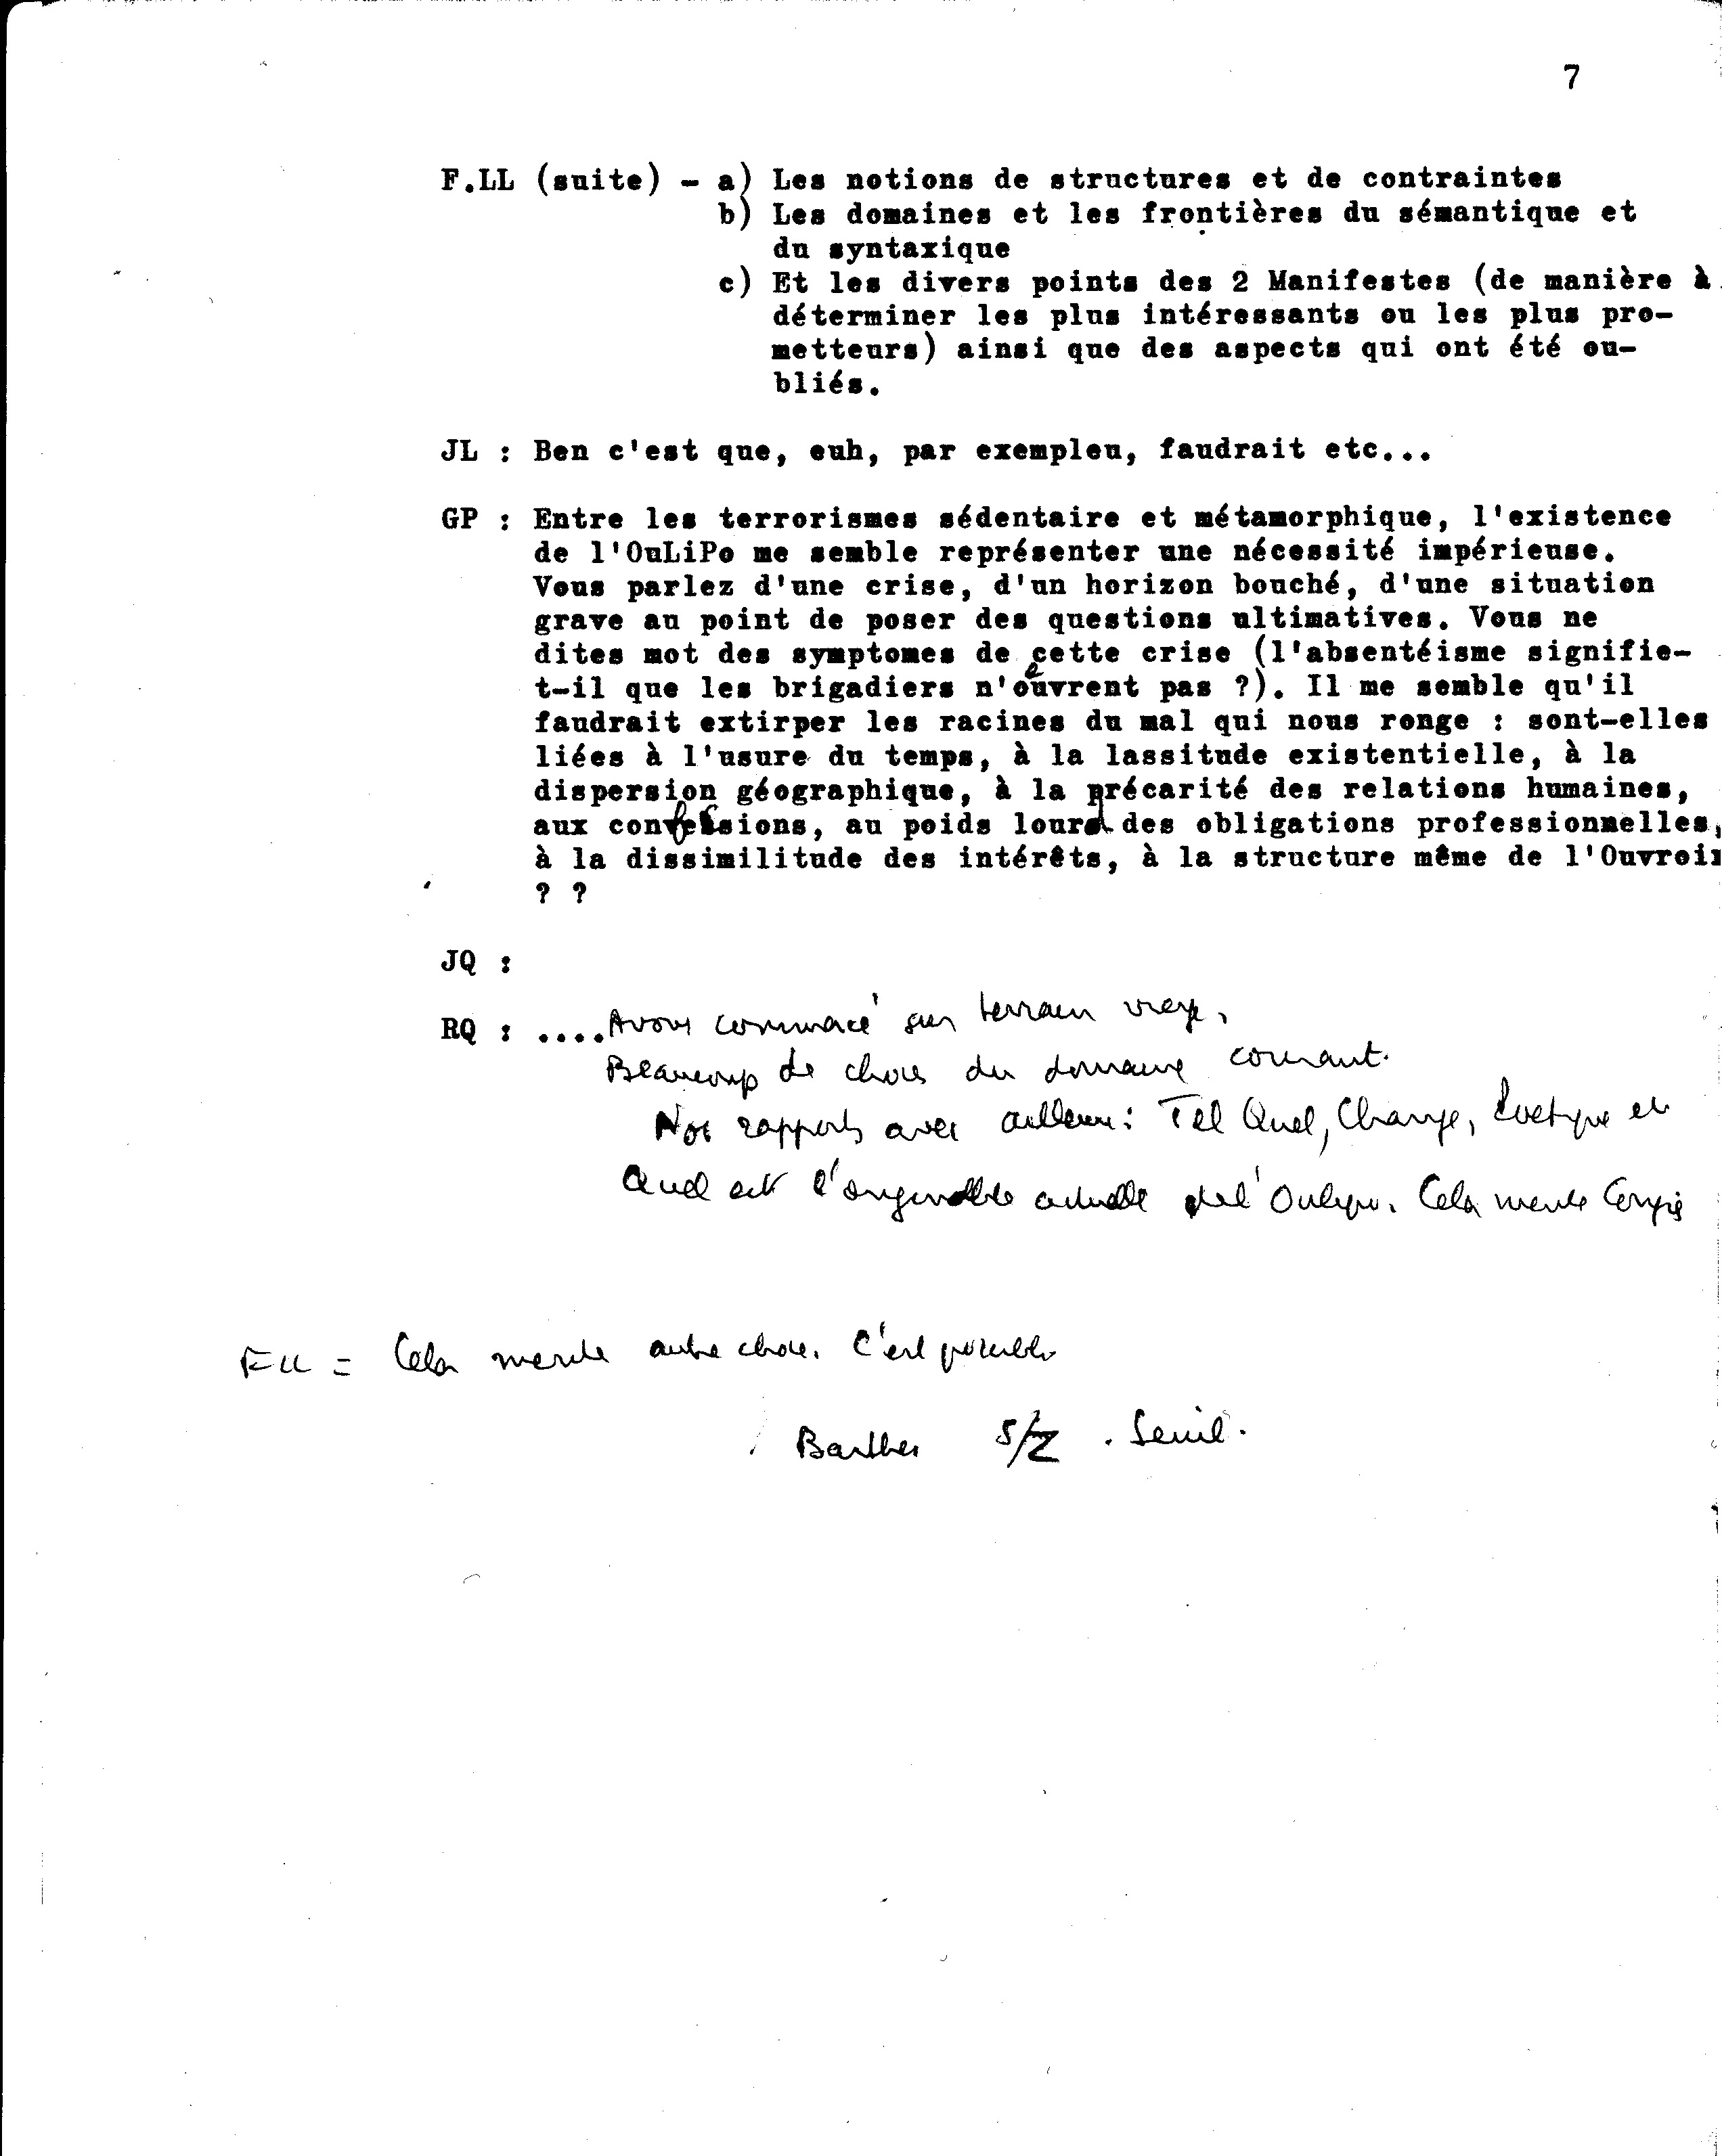 7
F.LL (suite) - a) Les notions de structures et de contraintes
b) Les domaines et les frontières du sémantique et
du syntaxique
c) Et les divers points des 2 Manifestes (de manière à
déterminer les plus intéressants ou les plus pro-
metteurs) ainsi que des aspects qui ont été ou-
bliés.
JL : Ben c'est que, euh, par exempleu, faudrait etc...
GP : Entre les terrorismes sédentaire et métamorphique, l'existence
de l'OuLiPo me semble représenter une nécessité impérieuse.
Vous parlez d'une crise, d'un horizon bouché, d'une situation
grave au point de poser des questions ultimatives. Vous ne
dites mot des symptomes de cette crise (l'absentéisme signifie-
t-il que les brigadiers n'oeuvrent pas ?). Il me semble qu'il
faudrait extirper les racines du mal qui nous ronge : sont-elles
liées à l'usure du temps, à la lassitude existentielle, à la
dispersion géographique, à la précarité des relations humaines,
aux confessions, au poids lourd des obligations professionnelles,
à la dissimilitude des intérêts, à la structure même de l'Ouvroir
? ?
JQ :
RQ : .... Avons commencé sur terrain vierge.
Beaucoup de choses du domaine courant.
Nos rapports avec ailleurs : Tel Quel, Change, et
Quel est l'originalité actuelle de l'Oulipo. Cela mérite
FLL = Cela mérite autre chose. C'est possible
Barthes S/Z . Seuil.